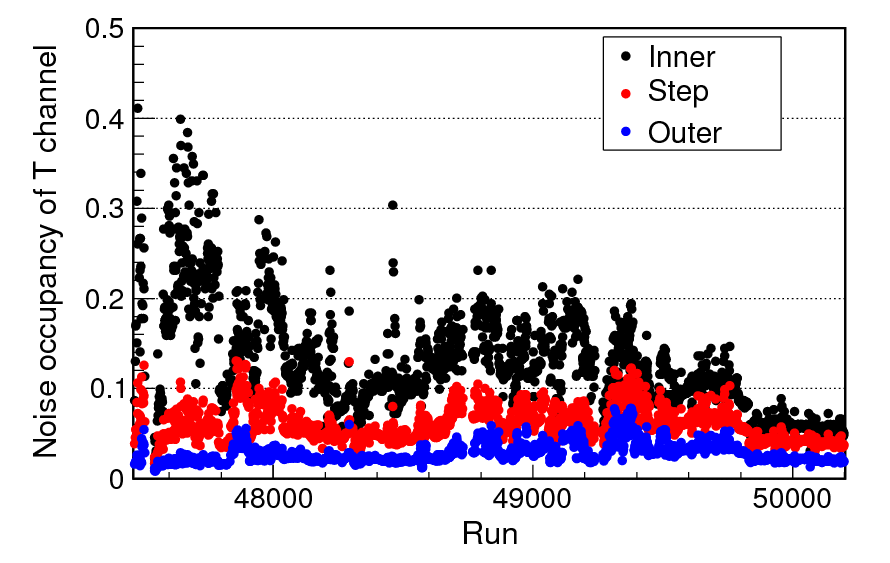 Noise occupancy of T channel
0.5
0.4
0.3
0.2
0.1
0
Inner
Step
Outer
48000
49000
50000
Run